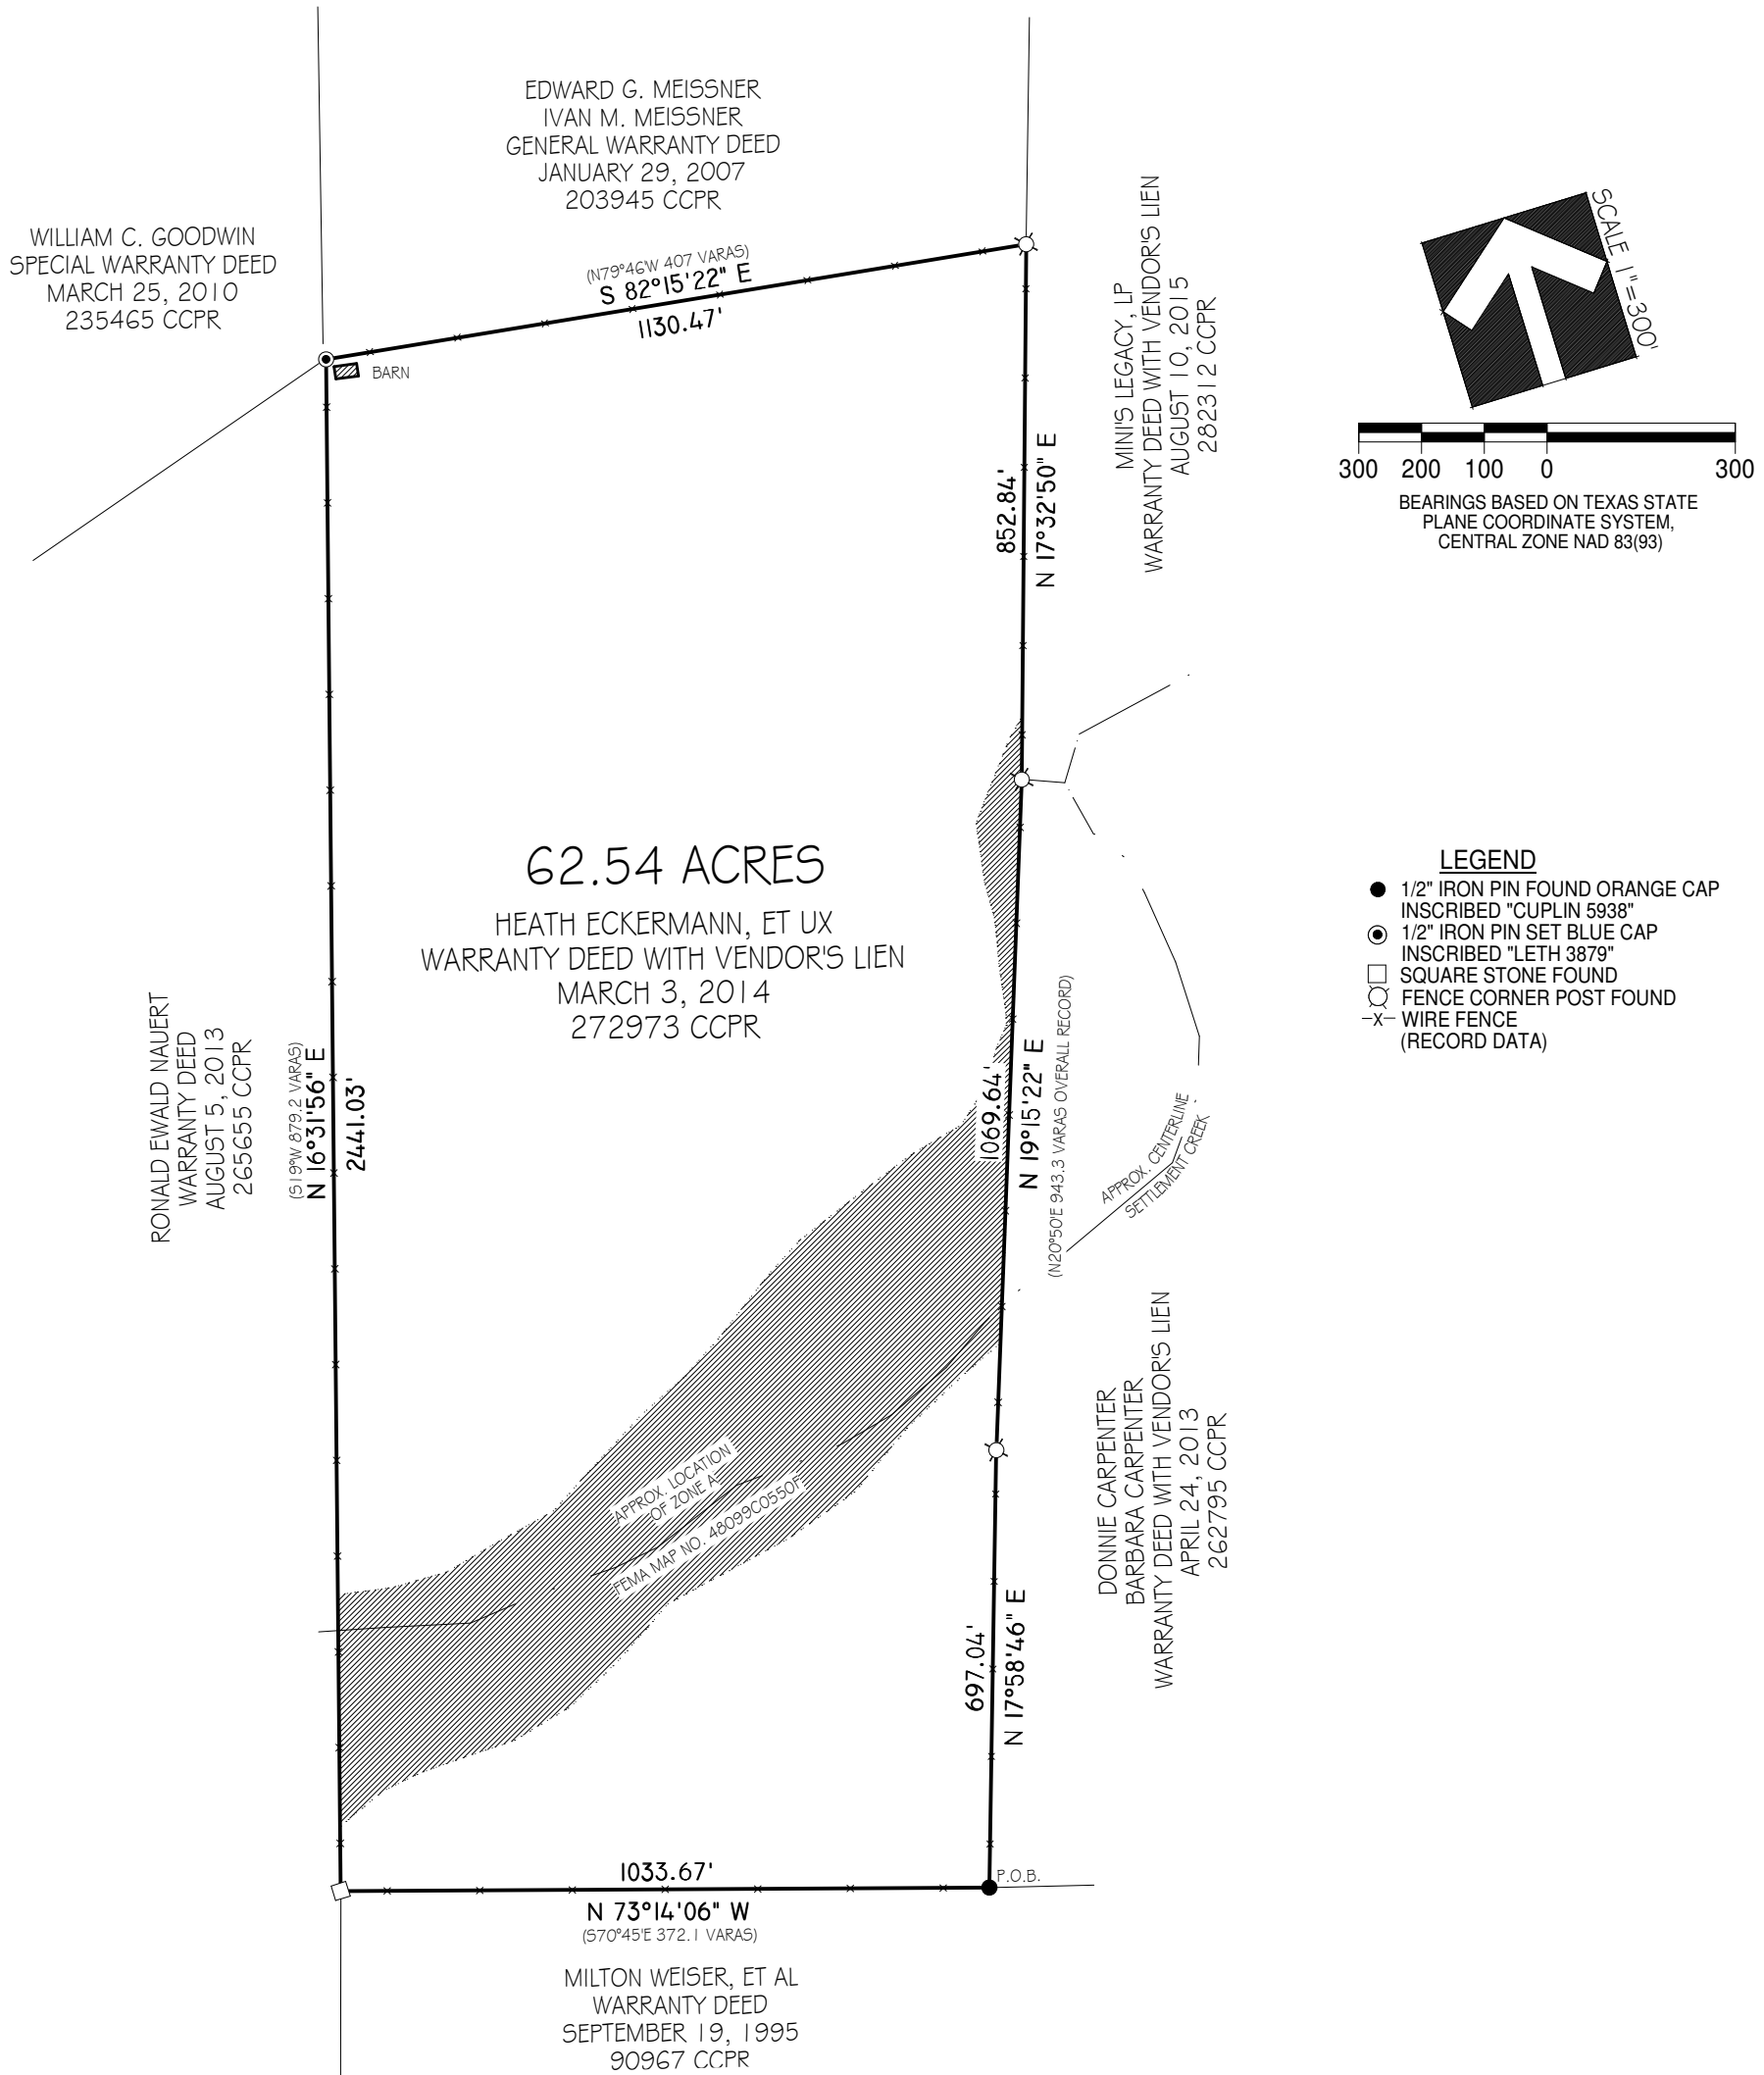 EDWARD G. MEISSNER
IVAN M. MEISSNER
GENERAL WARRANTY DEED
JANUARY 29, 2007
203945 CCPR
WILLIAM C. GOODWIN
SPECIAL WARRANTY DEED
MARCH 25, 2010
235465 CCPR
(N79°46'W 407 VARAS)
S 82°15'22" E
1130.47'
BARN
MINI'S LEGACY, LP
WARRANTY DEED WITH VENDOR'S LIEN
AUGUST 10, 2015
282312 CCPR
852.84'
N 17°32'50" E
SCALE 1"=300'
300 200 100 0 300
BEARINGS BASED ON TEXAS STATE
PLANE COORDINATE SYSTEM,
CENTRAL ZONE NAD 83(93)
62.54 ACRES
HEATH ECKERMANN, ET UX
WARRANTY DEED WITH VENDOR'S LIEN
MARCH 3, 2014
272973 CCPR
LEGEND
1/2" IRON PIN FOUND ORANGE CAP
INSCRIBED "CUPLIN 5938"
1/2" IRON PIN SET BLUE CAP
INSCRIBED "LETH 3879"
SQUARE STONE FOUND
FENCE CORNER POST FOUND
-X- WIRE FENCE
(RECORD DATA)
RONALD EWALD NAUERT
WARRANTY DEED
AUGUST 5, 2013
265655 CCPR
(S19°W 879.2 VARAS)
N 16°31'56" E
2441.03'
1069.64'
N 19°15'22" E
(N20°50'E 943.3 VARAS OVERALL RECORD)
APPROX. CENTERLINE
SETTLEMENT CREEK
APPROX. LOCATION
OF ZONE A
FEMA MAP NO. 48099C0550F
DONNIE CARPENTER
BARBARA CARPENTER
WARRANTY DEED WITH VENDOR'S LIEN
APRIL 24, 2013
262795 CCPR
697.04'
N 17°58'46" E
P.O.B.
1033.67'
N 73°14'06" W
(S70°45'E 372.1 VARAS)
MILTON WEISER, ET AL
WARRANTY DEED
SEPTEMBER 19, 1995
90967 CCPR